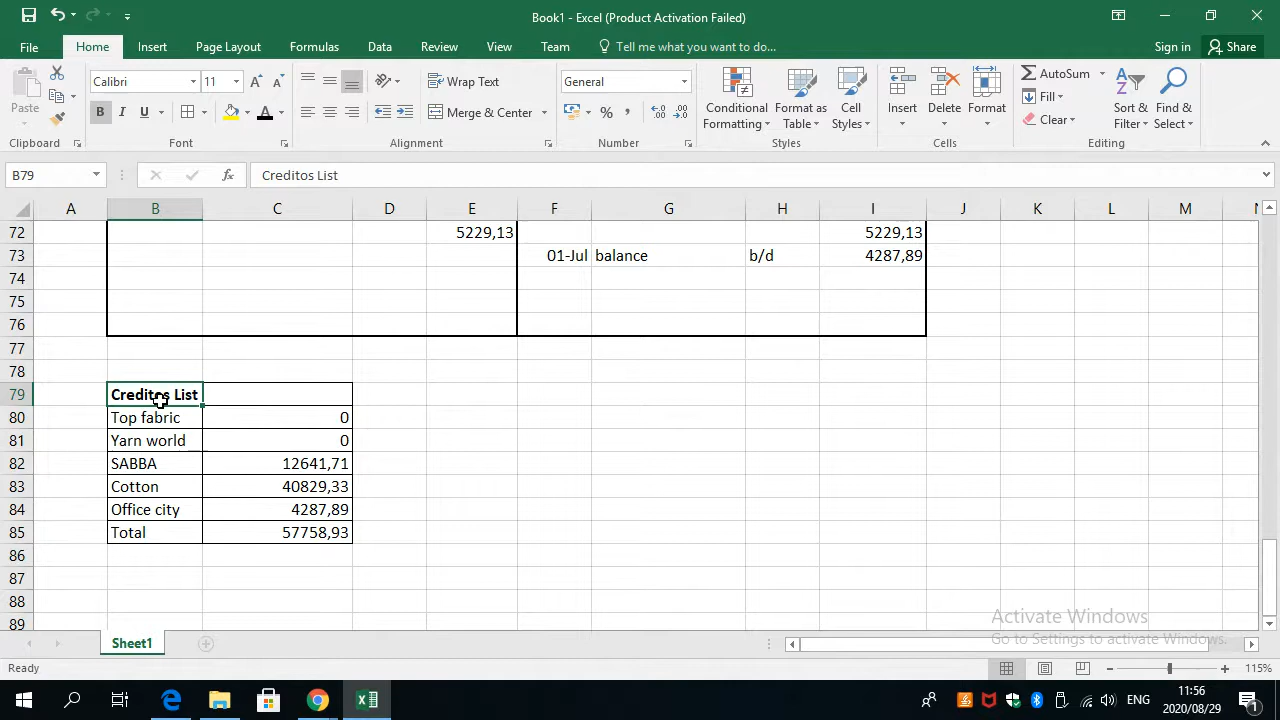 Book1 - Excel (Product Activation Failed)
File Home Insert Page Layout Formulas Data Review View Team Tell me what you want to do... Sign in Share
Paste Calibri 11 Wrap Text General Conditional Formatting Format as Table Cell Styles Insert Delete Format AutoSum Sort & Filter Find & Select
B I U A Merge & Center % , Fill
Clear
Clipboard Font Alignment Number Styles Cells Editing
B79 fx Creditos List
A B C D E F G H I J K L M N
72 5229,13 5229,13
73 01-Jul balance b/d 4287,89
74
75
76
77
78
79 Creditos List
80 Top fabric 0
81 Yarn world 0
82 SABBA 12641,71
83 Cotton 40829,33
84 Office city 4287,89
85 Total 57758,93
86
87
88
89
Activate Windows
Go to Settings to activate Windows.
Sheet1
Ready 115%
ENG 11:56
2020/08/29 1